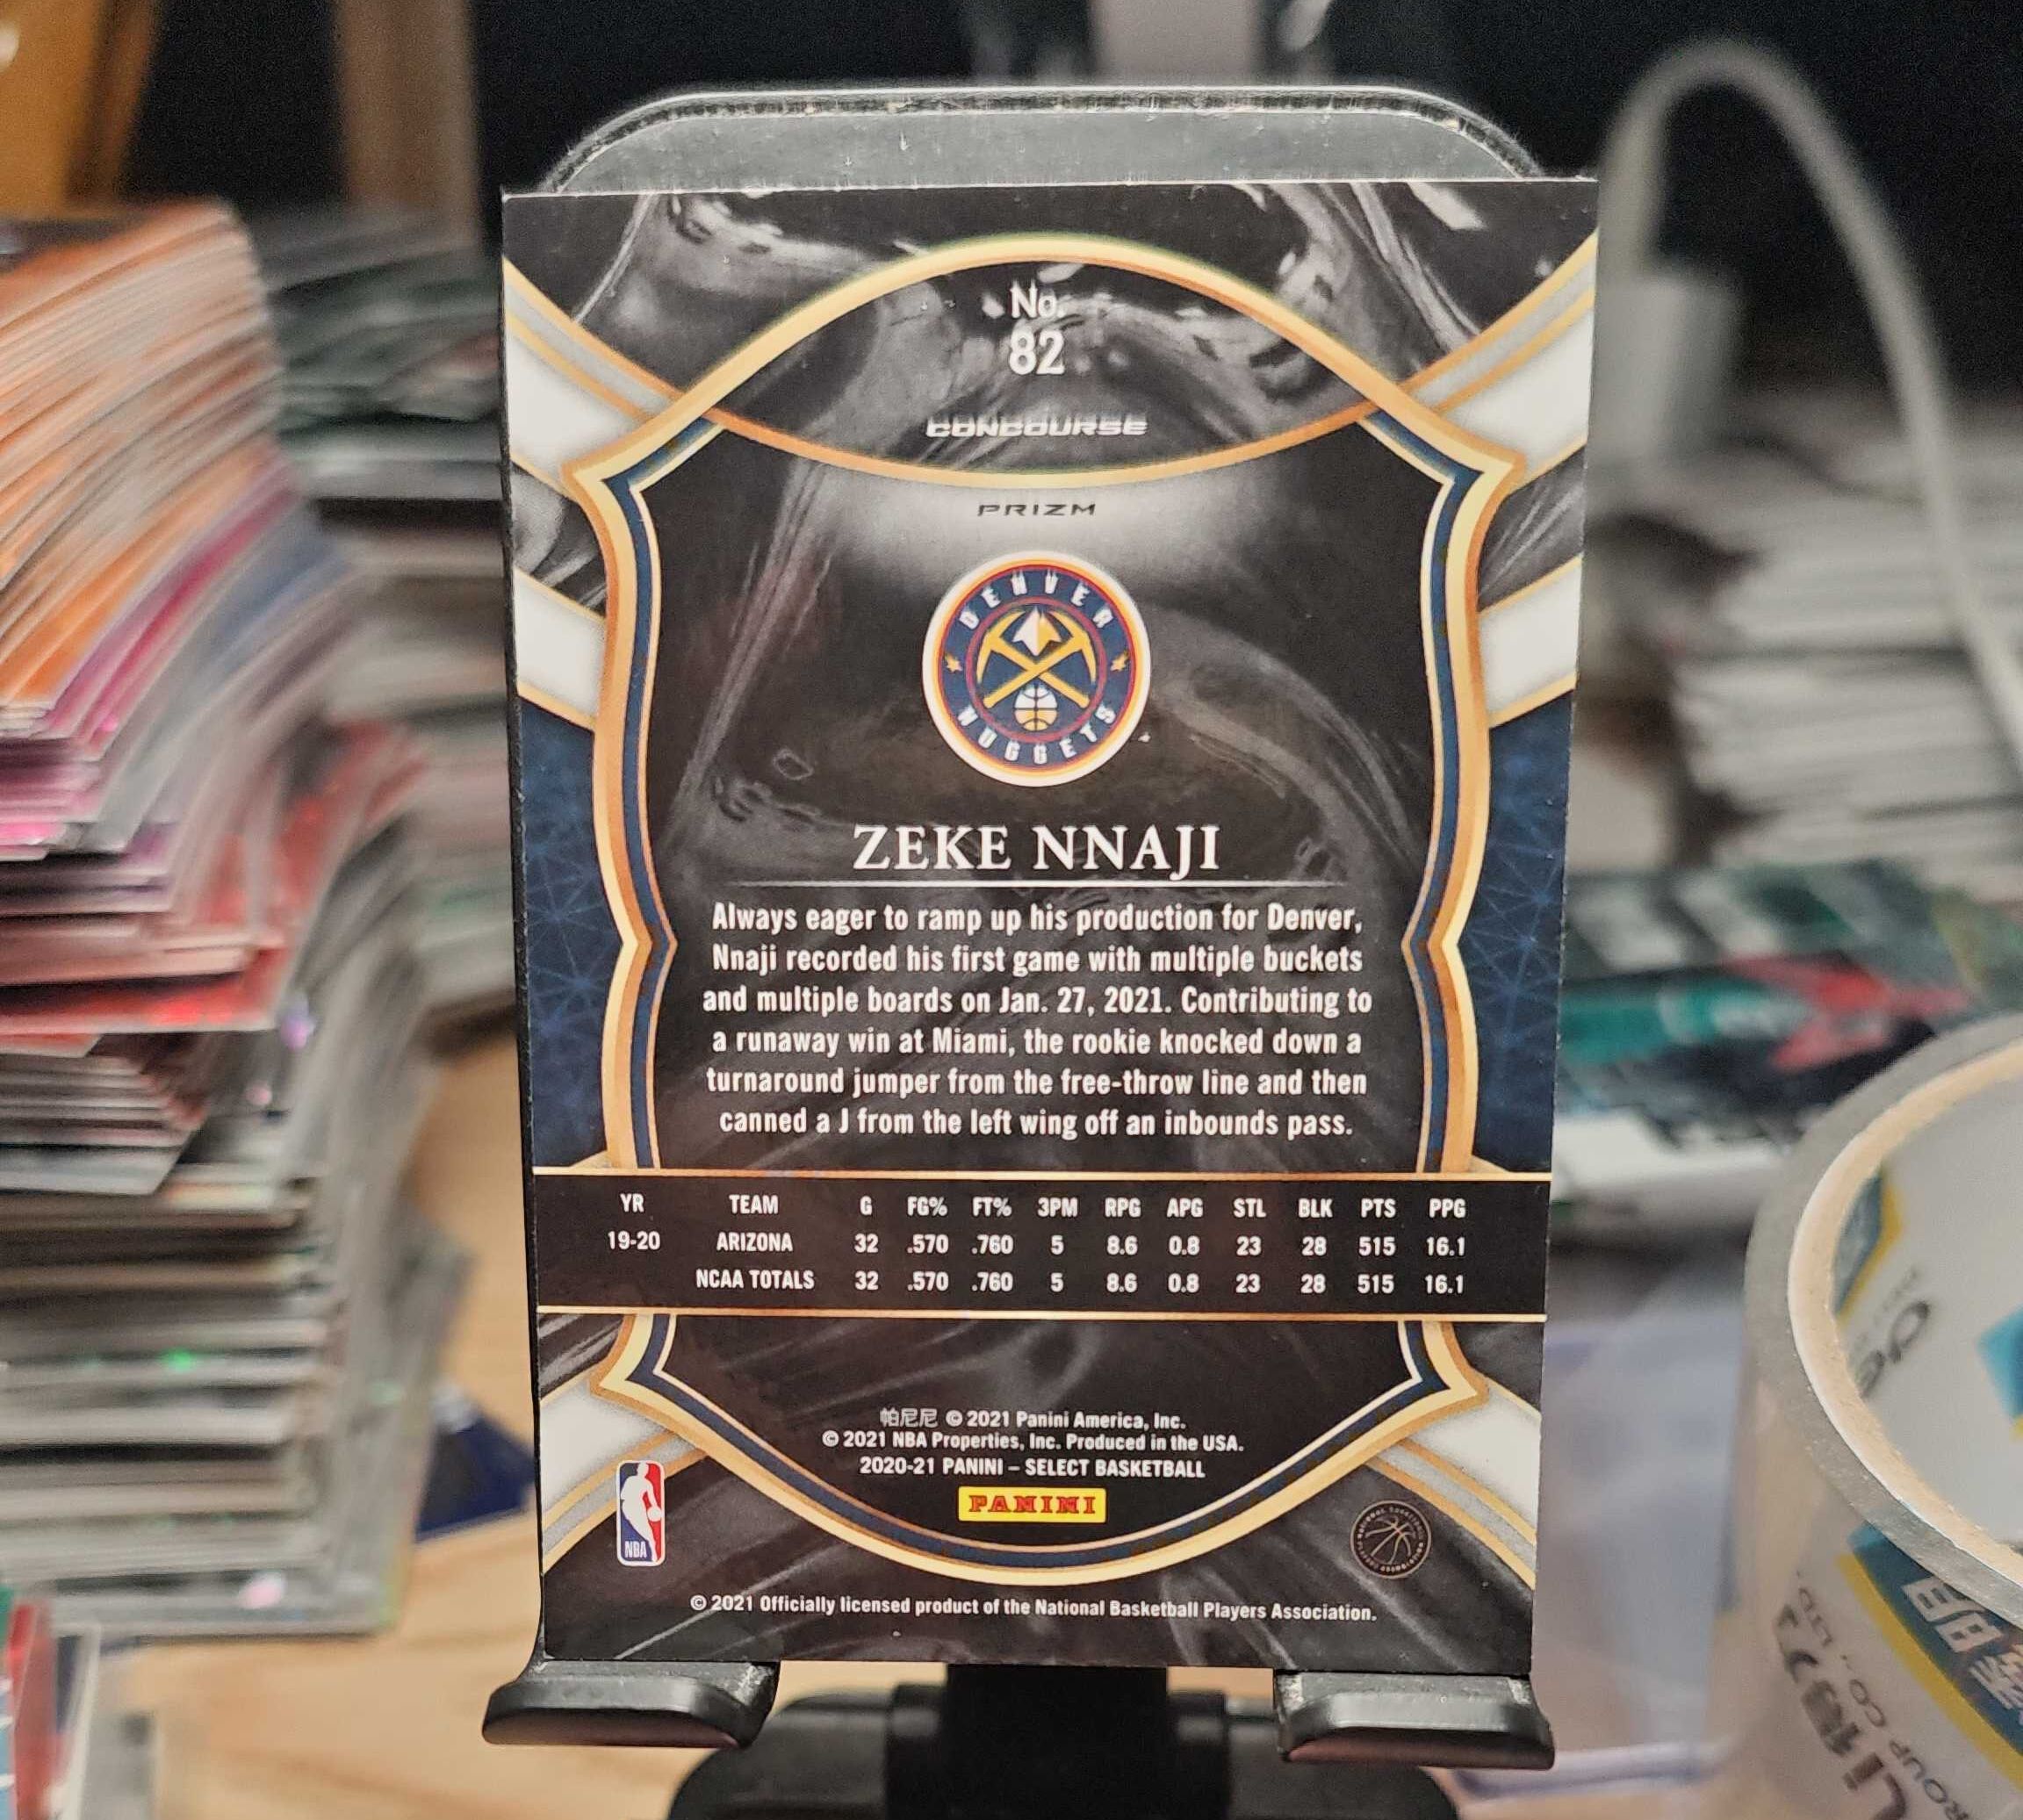 No.
82
CONCOURSE
PRIZM
DENVER
NUGGETS
ZEKE NNAJI
Always eager to ramp up his production for Denver,
Nnaji recorded his first game with multiple buckets
and multiple boards on Jan. 27, 2021. Contributing to
a runaway win at Miami, the rookie knocked down a
turnaround jumper from the free-throw line and then
canned a J from the left wing off an inbounds pass.
YR TEAM G FG% FT% 3PM RPG APG STL BLK PTS PPG
19-20 ARIZONA 32 .570 .760 5 8.6 0.8 23 28 515 16.1
NCAA TOTALS 32 .570 .760 5 8.6 0.8 23 28 515 16.1
帕尼尼 © 2021 Panini America, Inc.
© 2021 NBA Properties, Inc. Produced in the USA.
2020-21 PANINI – SELECT BASKETBALL
PANINI
NBA
© 2021 Officially licensed product of the National Basketball Players Association.